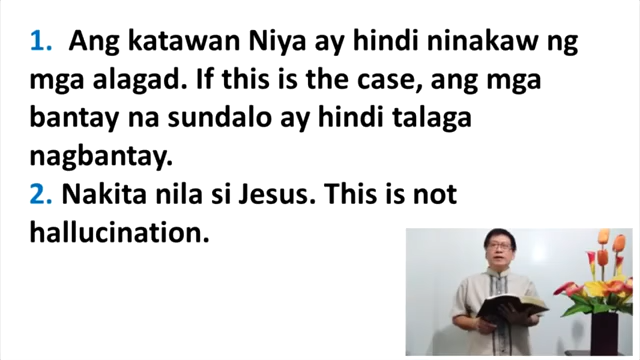 1. Ang katawan Niya ay hindi ninakaw ng
mga alagad. If this is the case, ang mga
bantay na sundalo ay hindi talaga
nagbantay.
2. Nakita nila si Jesus. This is not
hallucination.